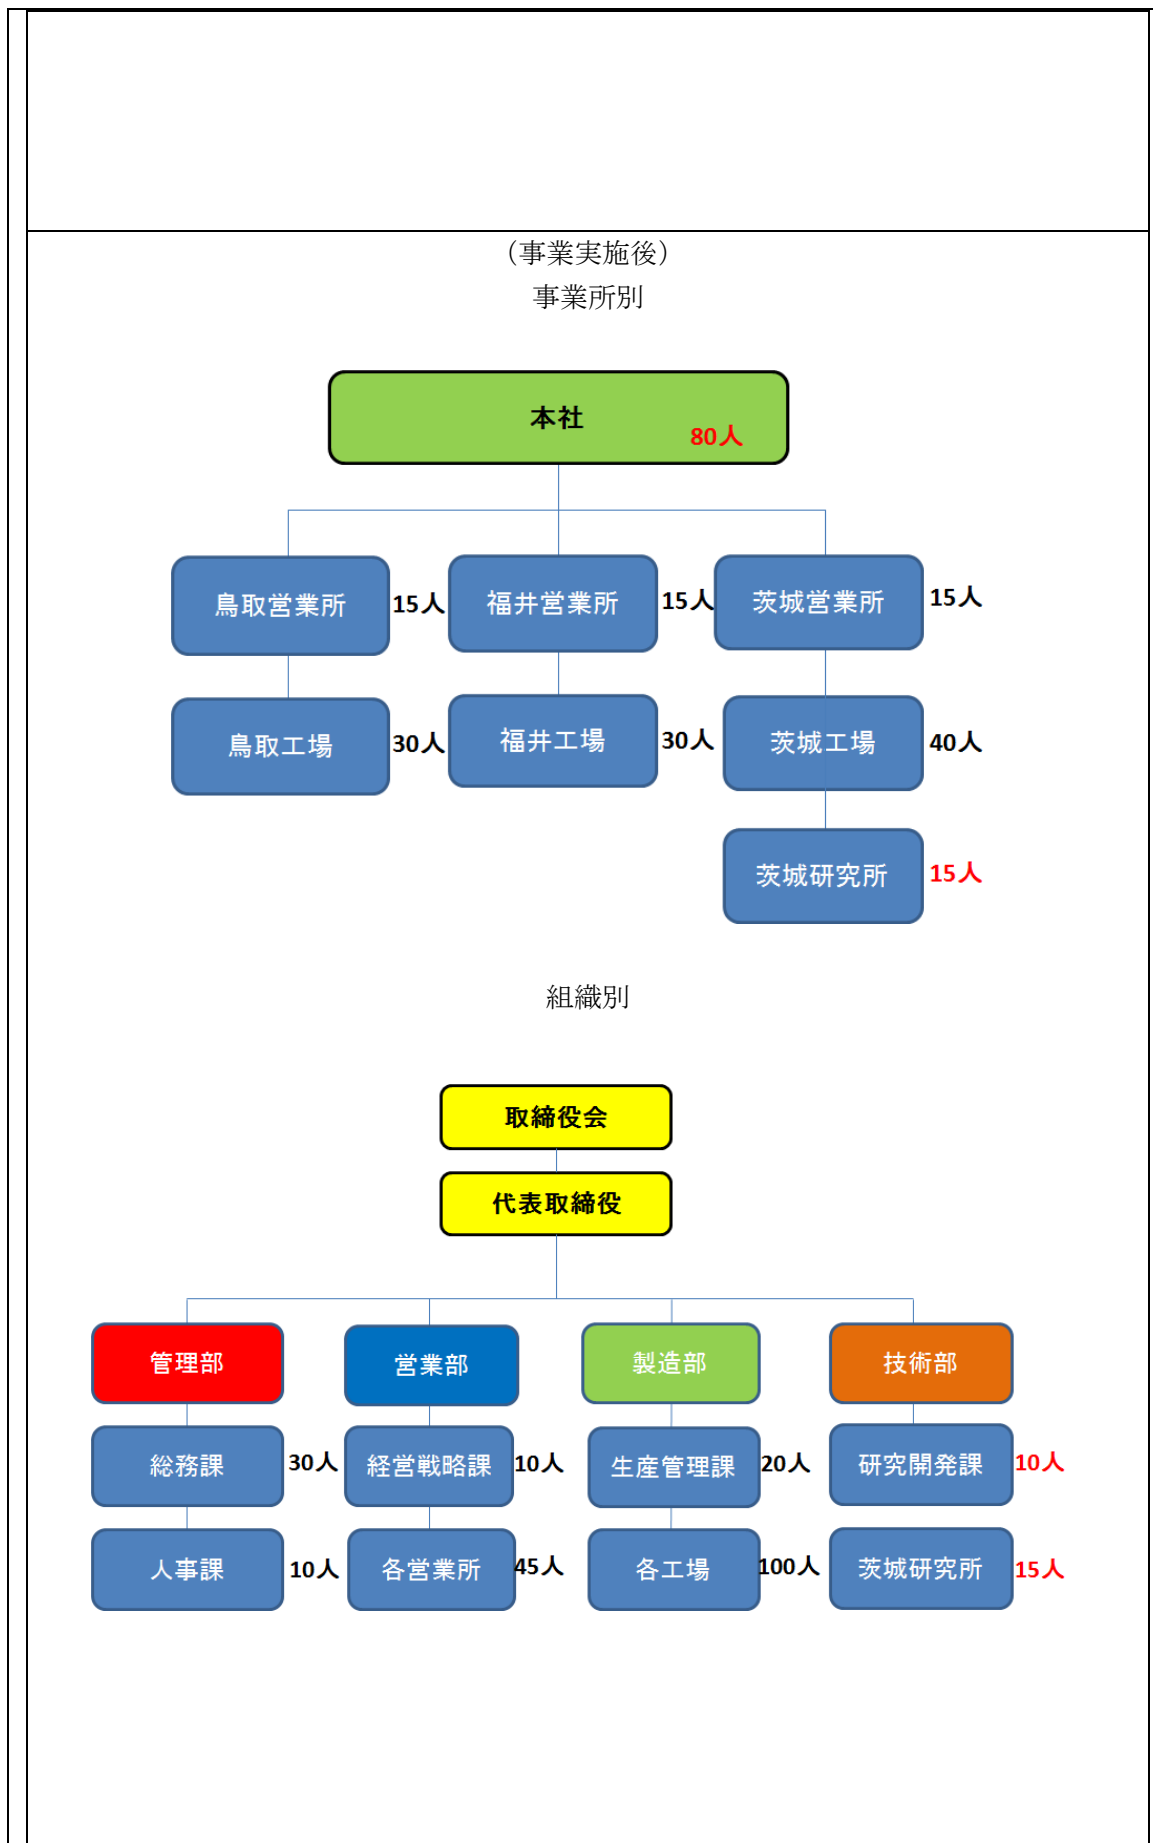 （事業実施後）
事業所別
本社
80人
鳥取営業所 15人 福井営業所 15人 茨城営業所 15人
鳥取工場 30人 福井工場 30人 茨城工場 40人
茨城研究所 15人
組織別
取締役会
代表取締役
管理部 営業部 製造部 技術部
総務課 30人 経営戦略課 10人 生産管理課 20人 研究開発課 10人
人事課 10人 各営業所 45人 各工場 100人 茨城研究所 15人